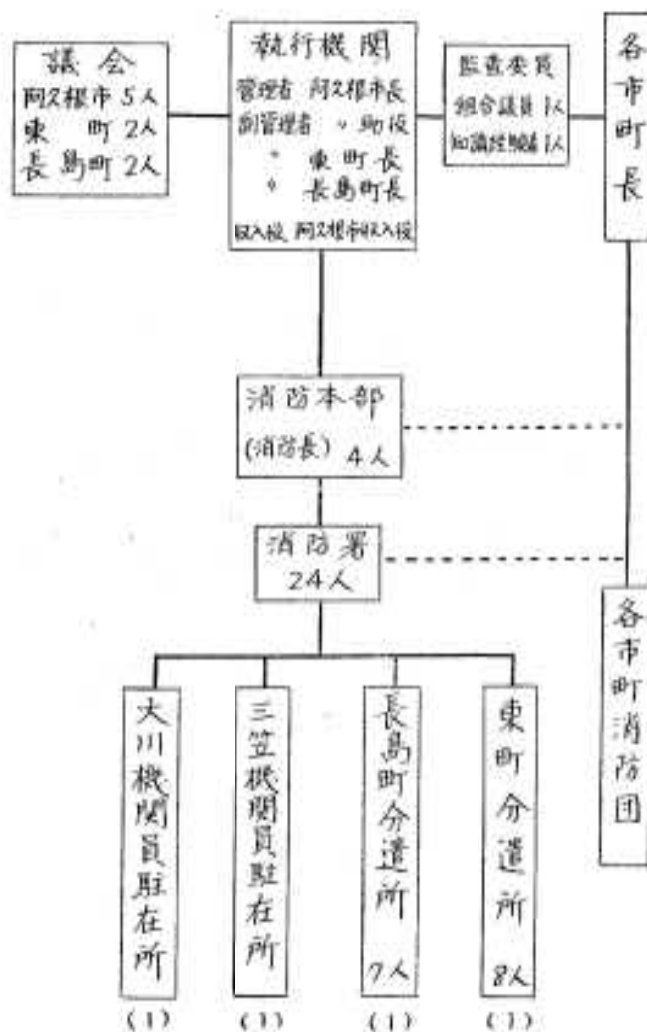 議会
阿久根市 5人
東町 2人
長島町 2人
執行機関
管理者 阿久根市長
副管理者 〃 助役
〃 東町長
〃 長島町長
収入役 阿久根市収入役
監査委員
組合議員 1人
知識経験者 1人
各市町長
消防本部
(消防長) 4人
消防署
24人
各市町消防団
大川機関員駐在所
三笠機関員駐在所
長島町分遣所 7人
東町分遣所 8人
(1)
(1)
(1)
(1)